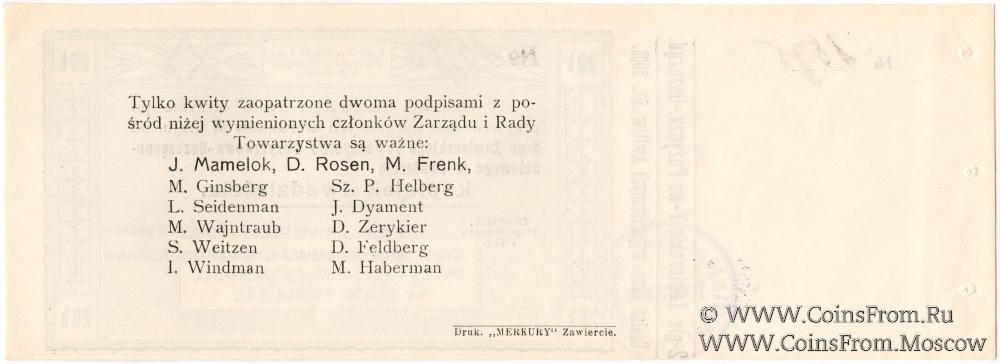 Tylko kwity zaopatrzone dwoma podpisami z po-
śród niżej wymienionych członków Zarządu i Rady
Towarzystwa są ważne:
J. Mamelok, D. Rosen, M. Frenk,
M. Ginsberg Sz. P. Helberg
L. Seidenman J. Dyament
M. Wajntraub D. Zerykier
S. Weitzen D. Feldberg
I. Windman M. Haberman
Druk. „MERKURY“ Zawiercie.
© WWW.CoinsFrom.Ru
WWW.CoinsFrom.Moscow